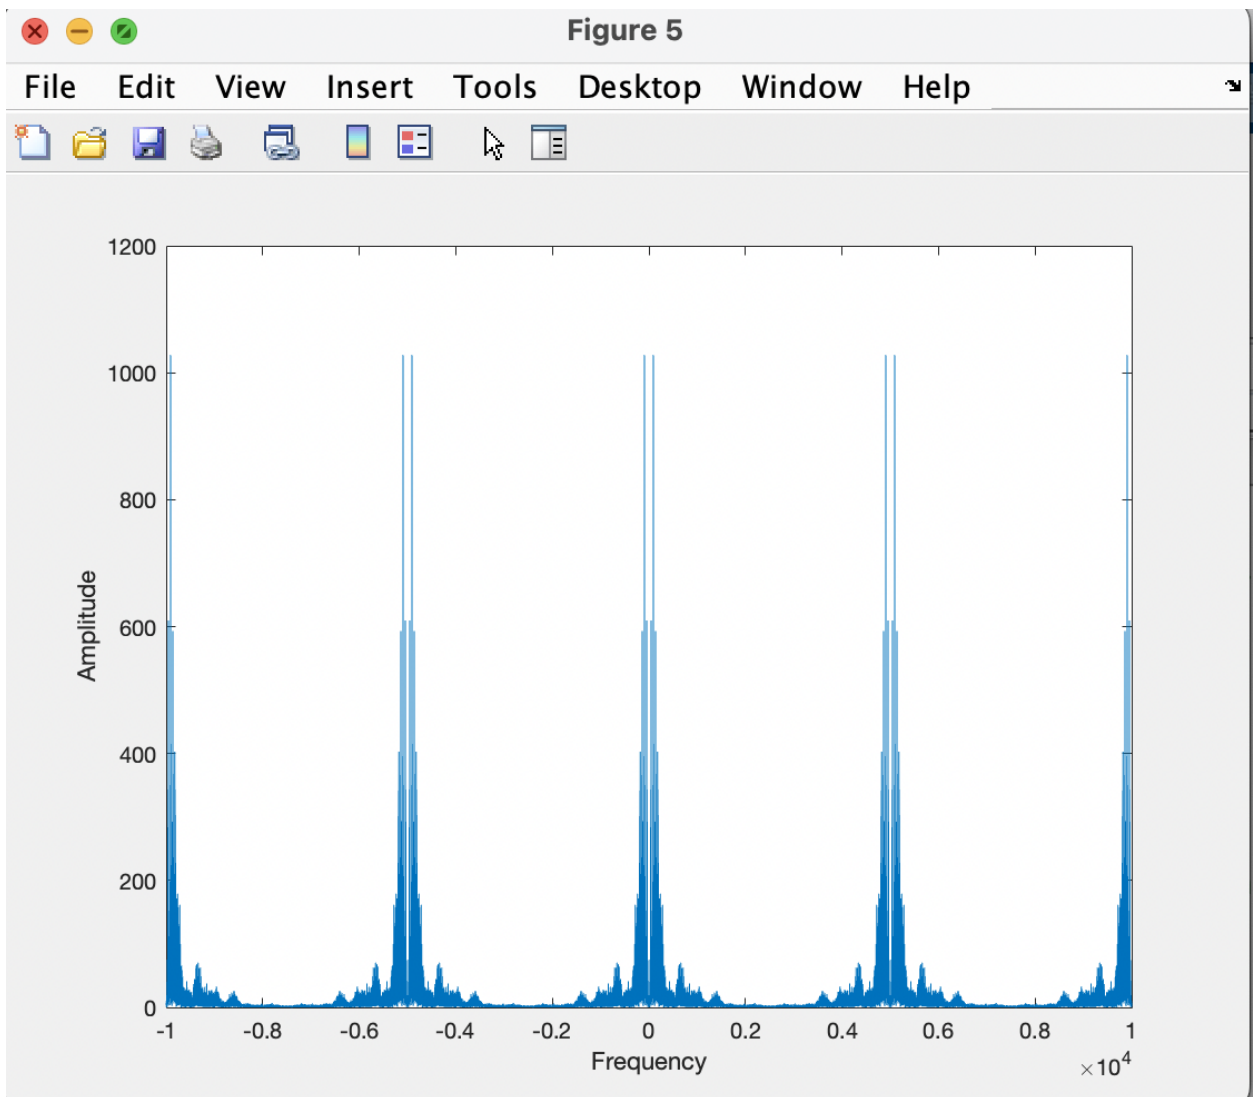 Figure 5
File Edit View Insert Tools Desktop Window Help
1200
1000
800
600
400
200
0
Amplitude
-1 -0.8 -0.6 -0.4 -0.2 0 0.2 0.4 0.6 0.8 1
Frequency
×10⁴